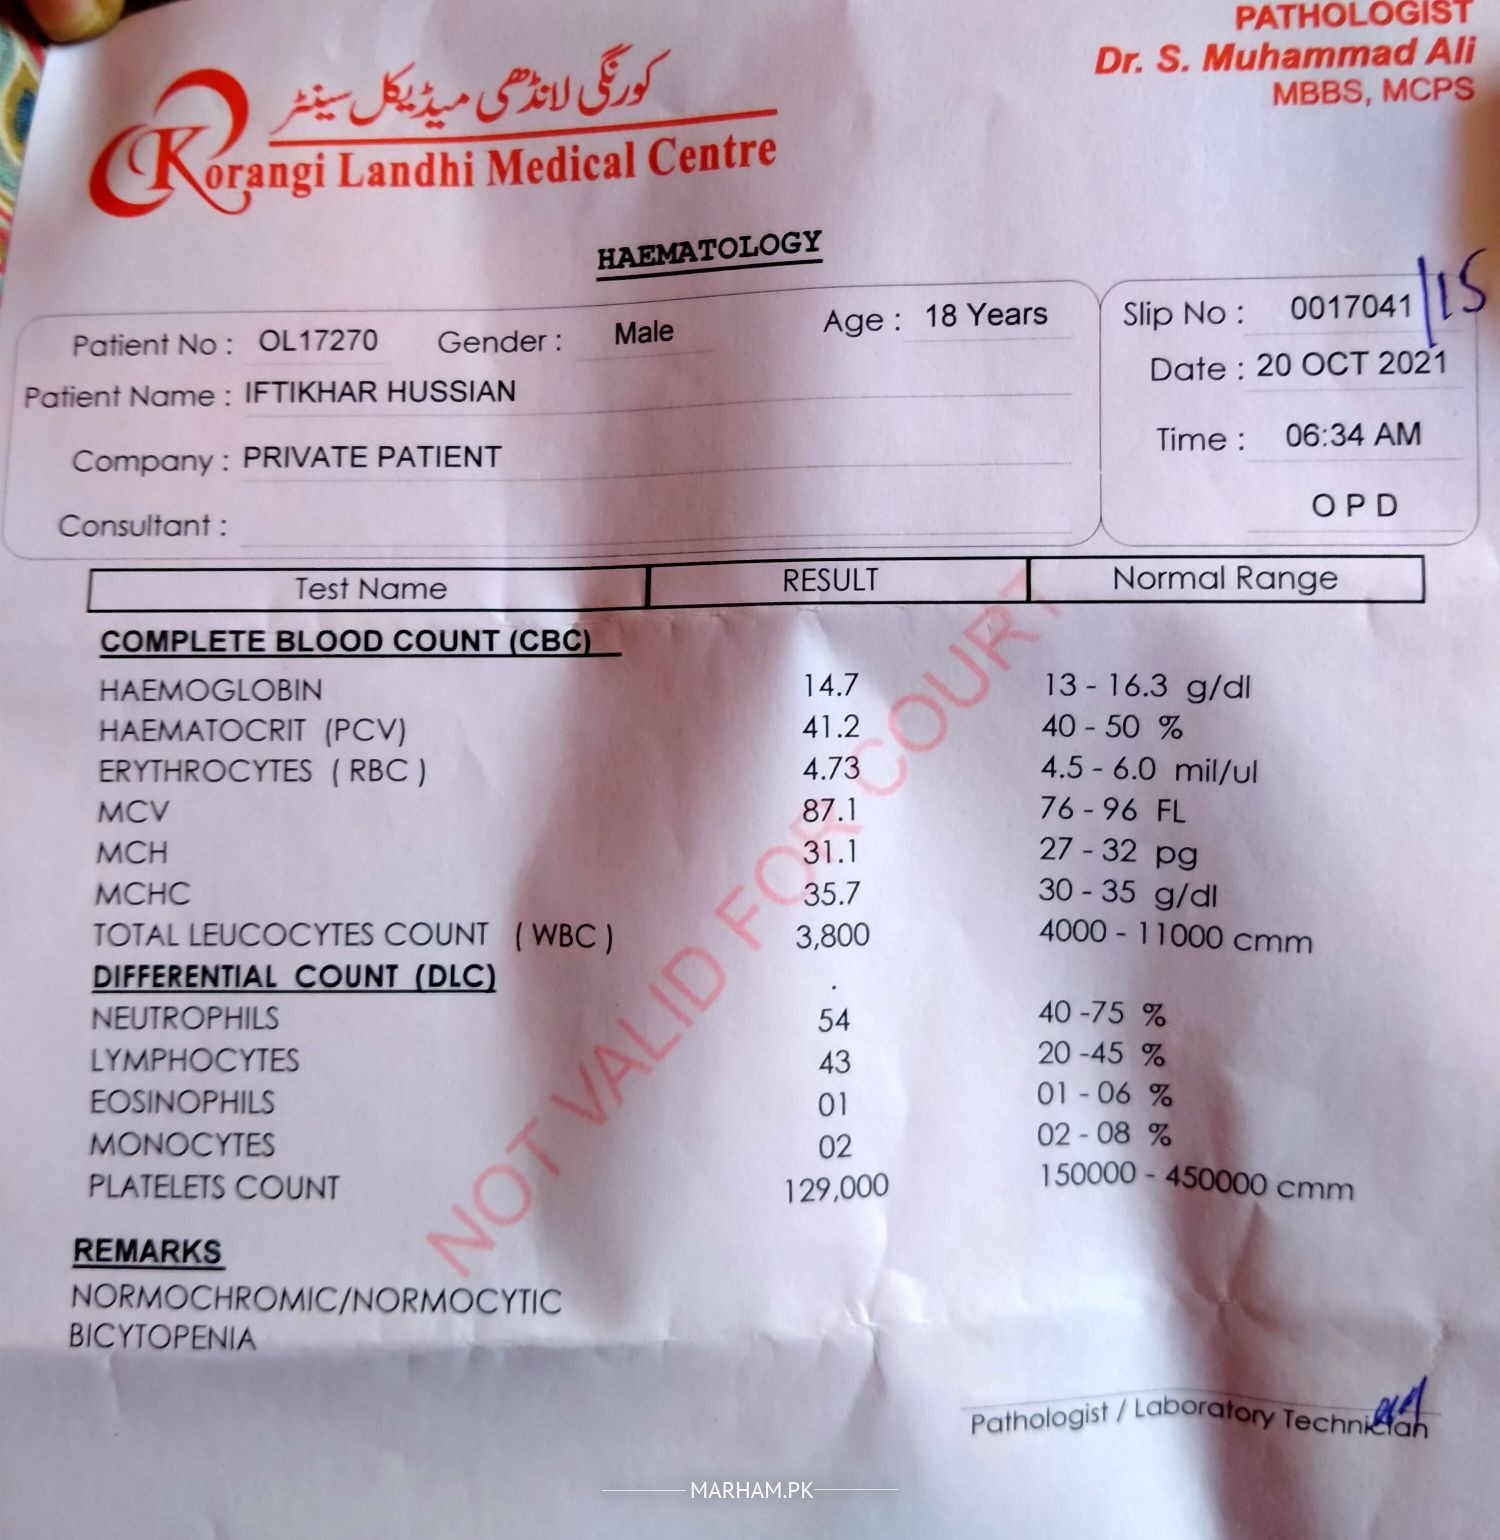 PATHOLOGIST
Dr. S. Muhammad Ali
MBBS, MCPS
کورنگی لانڈھی میڈیکل سینٹر
Korangi Landhi Medical Centre
HAEMATOLOGY
Patient No : OL17270 Gender : Male Age : 18 Years
Patient Name : IFTIKHAR HUSSIAN
Company : PRIVATE PATIENT
Consultant :
Slip No : 0017041 /15
Date : 20 OCT 2021
Time : 06:34 AM
O P D
Test Name RESULT Normal Range
COMPLETE BLOOD COUNT (CBC)
HAEMOGLOBIN 14.7 13 - 16.3 g/dl
HAEMATOCRIT (PCV) 41.2 40 - 50 %
ERYTHROCYTES ( RBC ) 4.73 4.5 - 6.0 mil/ul
MCV 87.1 76 - 96 FL
MCH 31.1 27 - 32 pg
MCHC 35.7 30 - 35 g/dl
TOTAL LEUCOCYTES COUNT ( WBC ) 3,800 4000 - 11000 cmm
DIFFERENTIAL COUNT (DLC) .
NEUTROPHILS 54 40 -75 %
LYMPHOCYTES 43 20 -45 %
EOSINOPHILS 01 01 - 06 %
MONOCYTES 02 02 - 08 %
PLATELETS COUNT 129,000 150000 - 450000 cmm
NOT VALID FOR COURT
REMARKS
NORMOCHROMIC/NORMOCYTIC
BICYTOPENIA
Pathologist / Laboratory Technician
MARHAM.PK